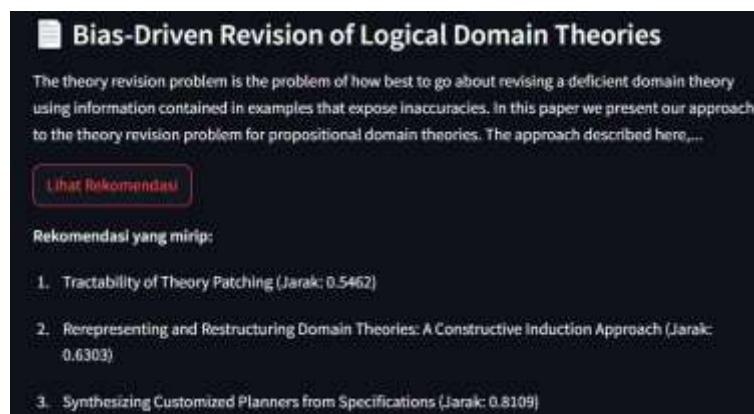 Bias-Driven Revision of Logical Domain Theories
The theory revision problem is the problem of how best to go about revising a deficient domain theory
using information contained in examples that expose inaccuracies. In this paper we present our approach
to the theory revision problem for propositional domain theories. The approach described here,...
Lihat Rekomendasi
Rekomendasi yang mirip:
1. Tractability of Theory Patching (Jarak: 0.5462)
2. Rerepresenting and Restructuring Domain Theories: A Constructive Induction Approach (Jarak:
0.6303)
3. Synthesizing Customized Planners from Specifications (Jarak: 0.8109)